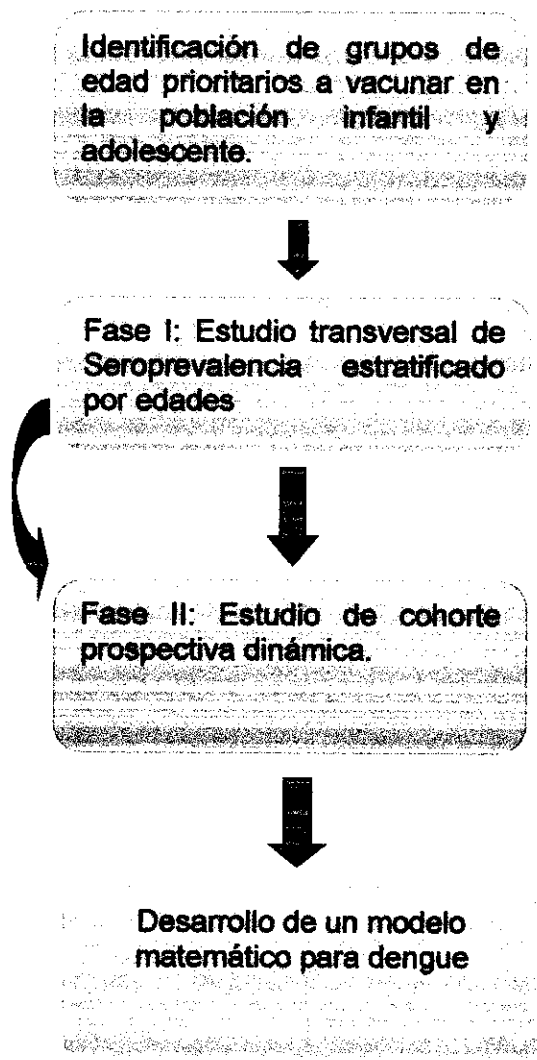 Identificación de grupos de
edad prioritarios a vacunar en
la población infantil y
adolescente.
Fase I: Estudio transversal de
Seroprevalencia estratificado
por edades
Fase II: Estudio de cohorte
prospectiva dinámica.
Desarrollo de un modelo
matemático para dengue